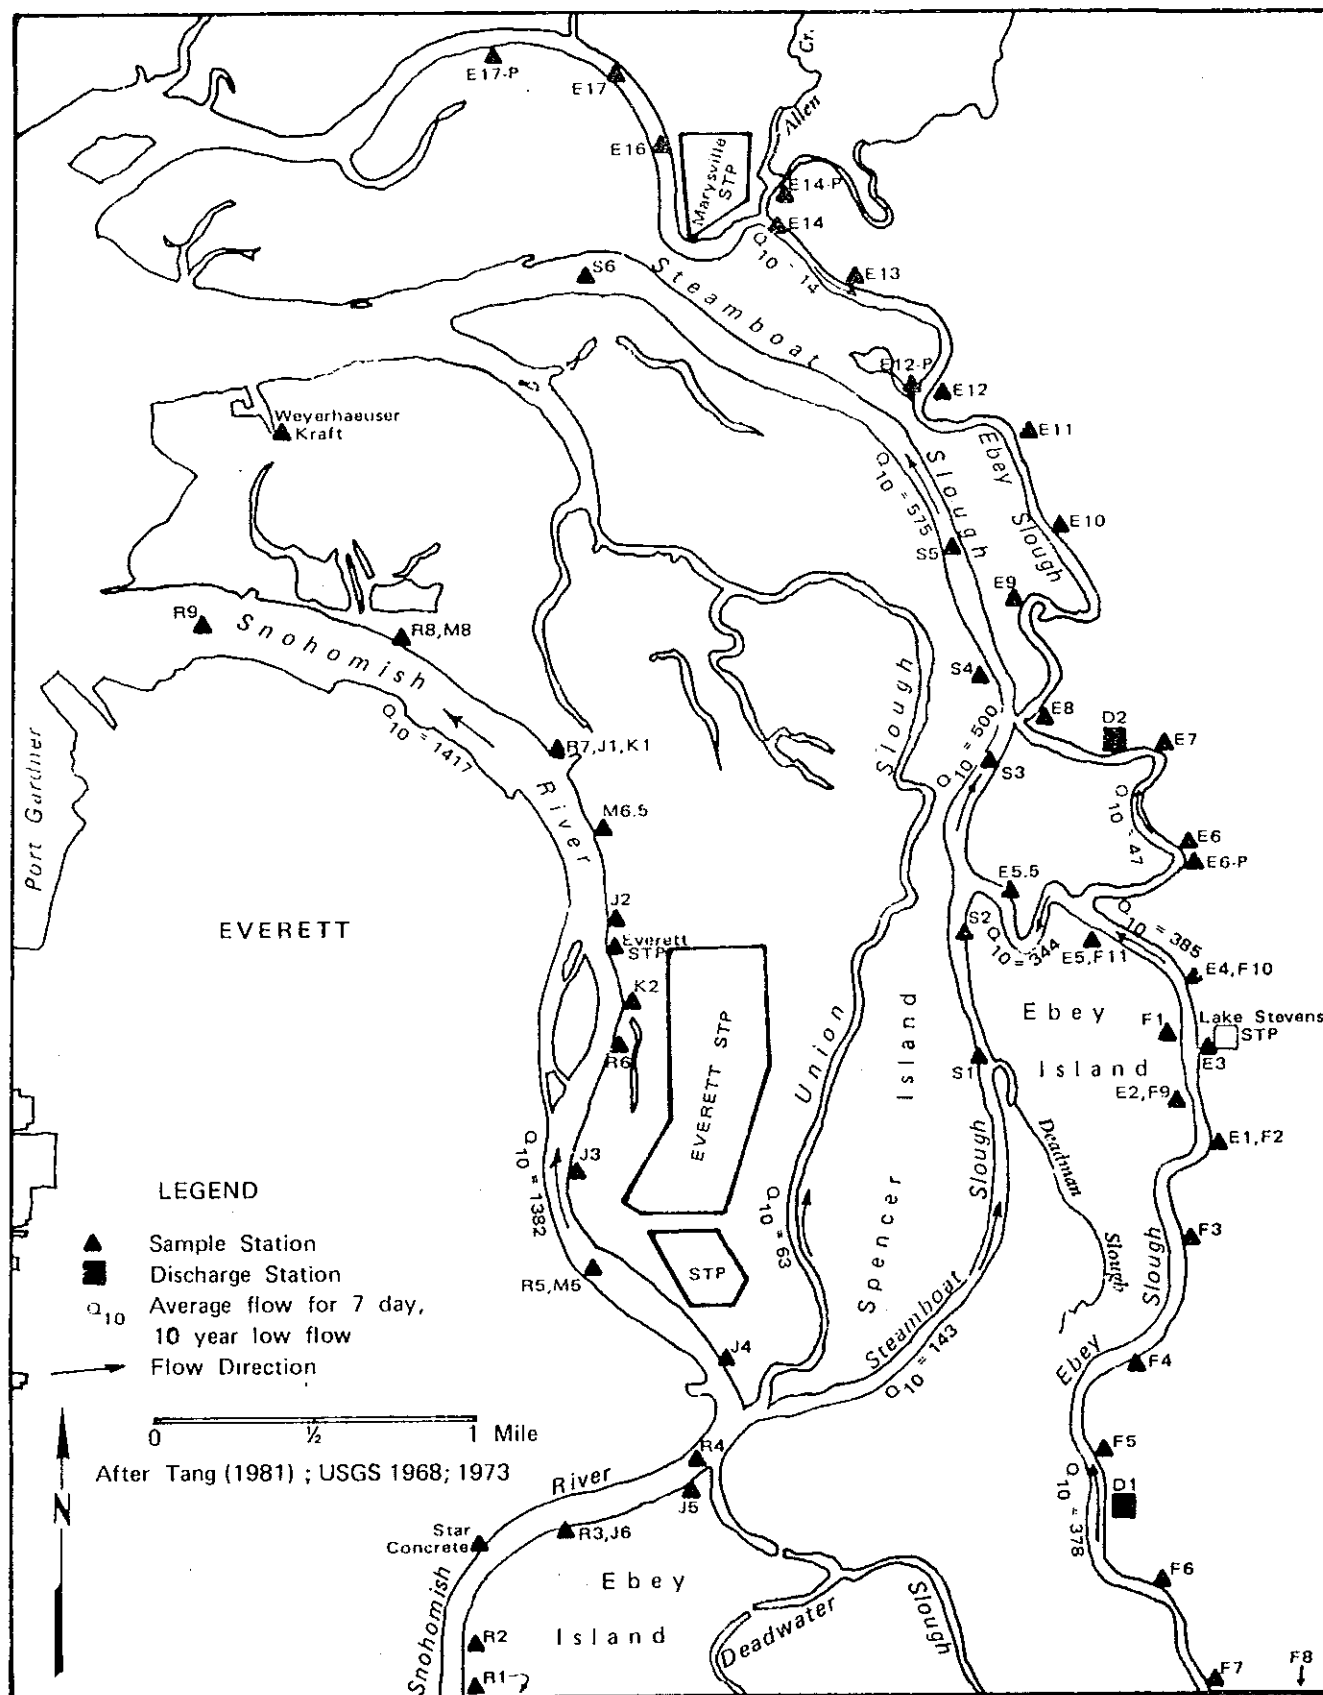 E17-P
E17
E16
Marysville
STP
Allen
Cr.
E14-P
E14
Q10 - 14
E13
S6
Steamboat
Slough
E12-P
E12
E11
Ebey
Slough
E10
E9
Weyerhaeuser
Kraft
Q10 = 575
S5
S4
R9
R8,M8
Snohomish
River
Q10 = 1417
R7,J1,K1
Port Gardner
M6.5
Slough
Union
Q10 = 500
S3
E8
D2
E7
Q10 - 47
E6
E6-P
E5.5
J2
Everett
STP
EVERETT
K2
R6
EVERETT STP
S2
Q10 = 344
E5,F11
Q10 = 385
E4,F10
Spencer
Island
Ebey
Island
F1
Lake Stevens
STP
E3
S1
E2,F9
E1,F2
Deadman
Slough
Steamboat
Slough
Q10 = 1382
J3
Q10 = 63
F3
Ebey
Slough
R5,M5
STP
J4
Q10 = 143
F4
LEGEND
Sample Station
Discharge Station
Q10 Average flow for 7 day,
10 year low flow
Flow Direction
0 ½ 1 Mile
After Tang (1981) ; USGS 1968; 1973
N
R4
J5
River
Snohomish
Star
Concrete
R3,J6
F5
D1
Q10 = 378
F6
Ebey
Island
R2
R1
Deadwater
Slough
F7
F8